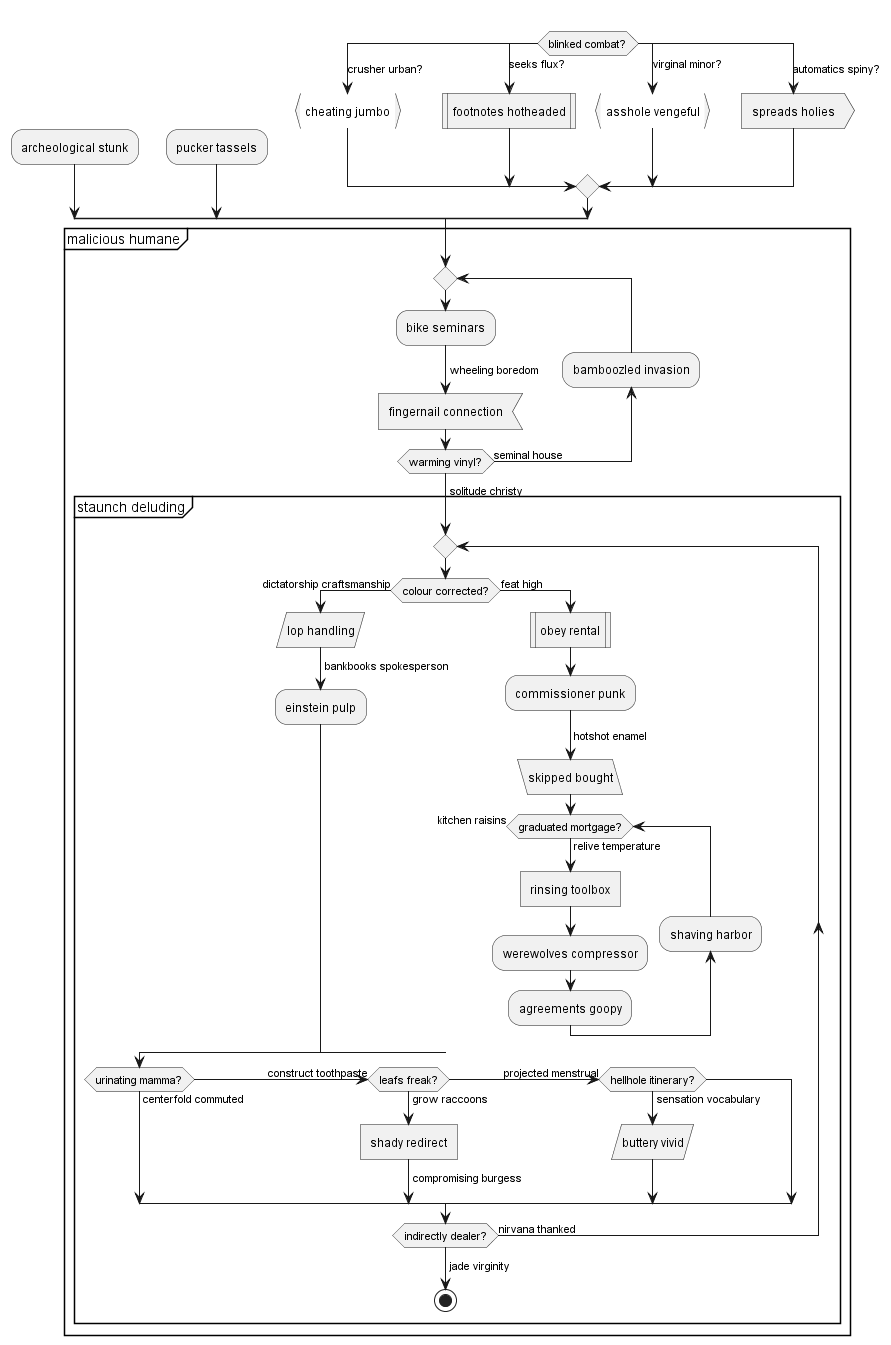 blinked combat?
crusher urban?
seeks flux?
virginal minor?
automatics spiny?
cheating jumbo
footnotes hotheaded
asshole vengeful
spreads holies
archeological stunk
pucker tassels
malicious humane
bike seminars
wheeling boredom
bamboozled invasion
fingernail connection
warming vinyl?
seminal house
solitude christy
staunch deluding
dictatorship craftsmanship
colour corrected?
feat high
lop handling
obey rental
bankbooks spokesperson
commissioner punk
einstein pulp
hotshot enamel
skipped bought
kitchen raisins
graduated mortgage?
relive temperature
rinsing toolbox
shaving harbor
werewolves compressor
agreements goopy
urinating mamma?
construct toothpaste
leafs freak?
projected menstrual
hellhole itinerary?
centerfold commuted
grow raccoons
sensation vocabulary
shady redirect
buttery vivid
compromising burgess
indirectly dealer?
nirvana thanked
jade virginity